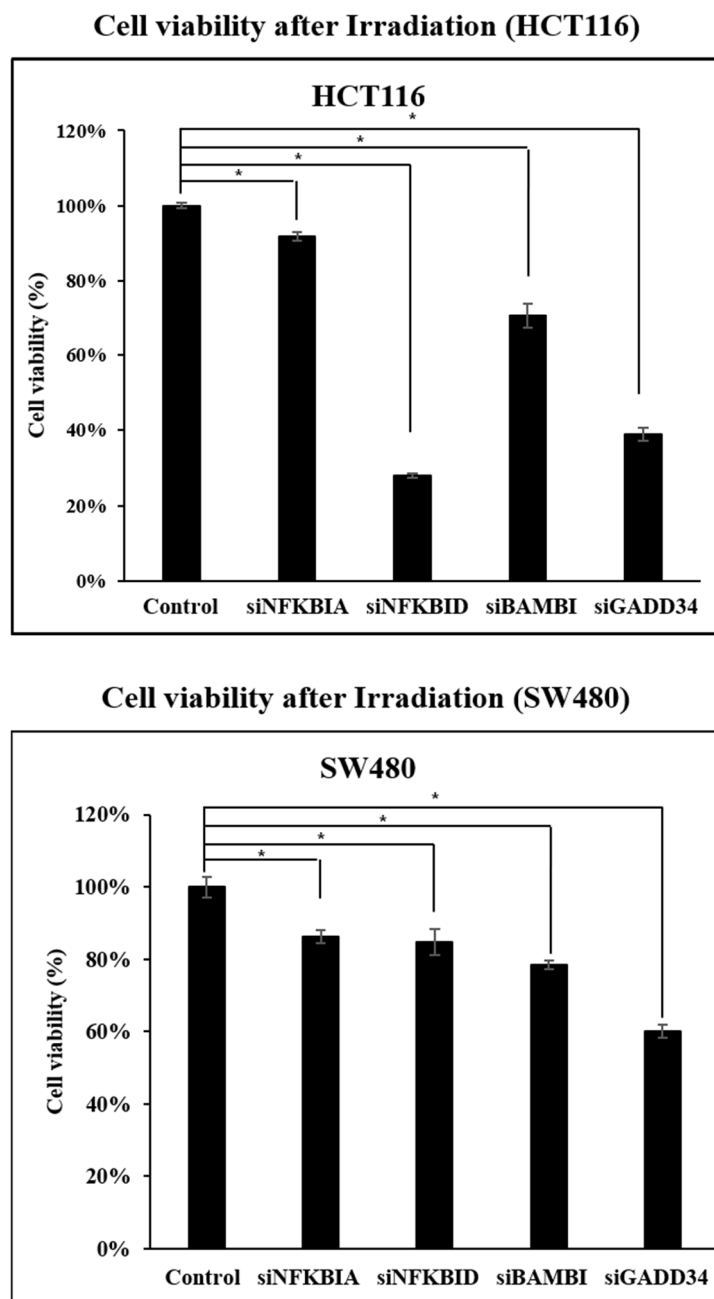 Cell viability after Irradiation (HCT116)
HCT116
Cell viability (%)
120%
100%
80%
60%
40%
20%
0%
*
*
*
*
Control siNFKBIA siNFKBID siBAMBI siGADD34
Cell viability after Irradiation (SW480)
SW480
Cell viability (%)
120%
100%
80%
60%
40%
20%
0%
*
*
*
*
Control siNFKBIA siNFKBID siBAMBI siGADD34